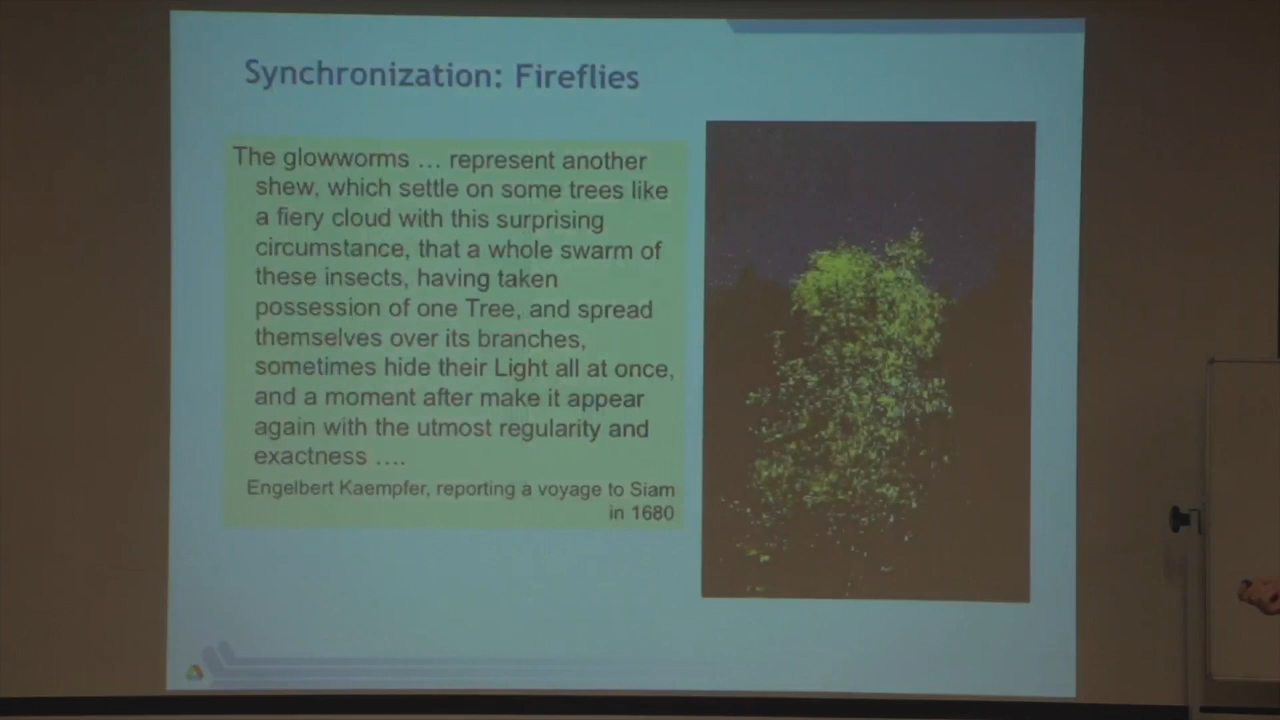 Synchronization: Fireflies
The glowworms … represent another
shew, which settle on some trees like
a fiery cloud with this surprising
circumstance, that a whole swarm of
these insects, having taken
possession of one Tree, and spread
themselves over its branches,
sometimes hide their Light all at once,
and a moment after make it appear
again with the utmost regularity and
exactness ….
Engelbert Kaempfer, reporting a voyage to Siam
in 1680